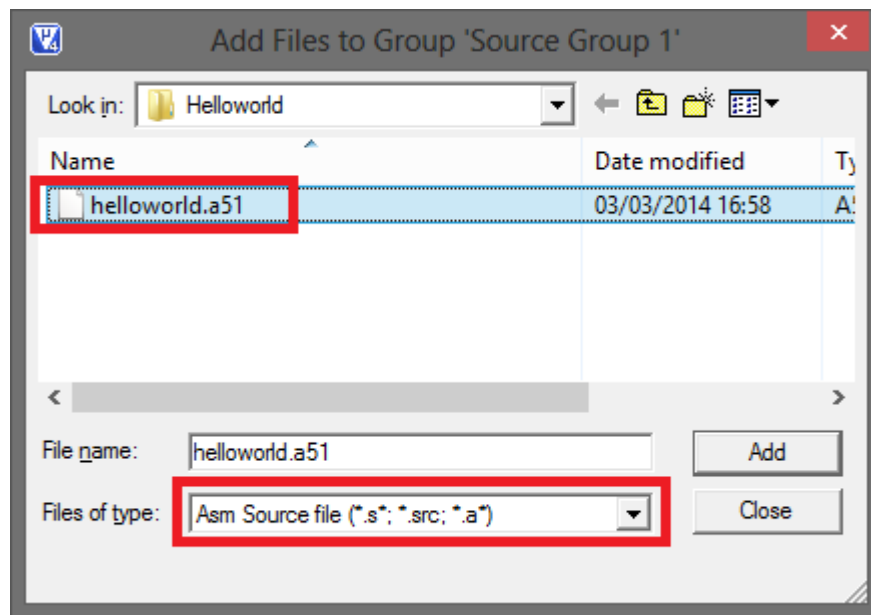 Add Files to Group 'Source Group 1'
Look in: Helloworld
Name Date modified Ty
helloworld.a51 03/03/2014 16:58 A
File name: helloworld.a51 Add
Files of type: Asm Source file (*.s*; *.src; *.a*) Close